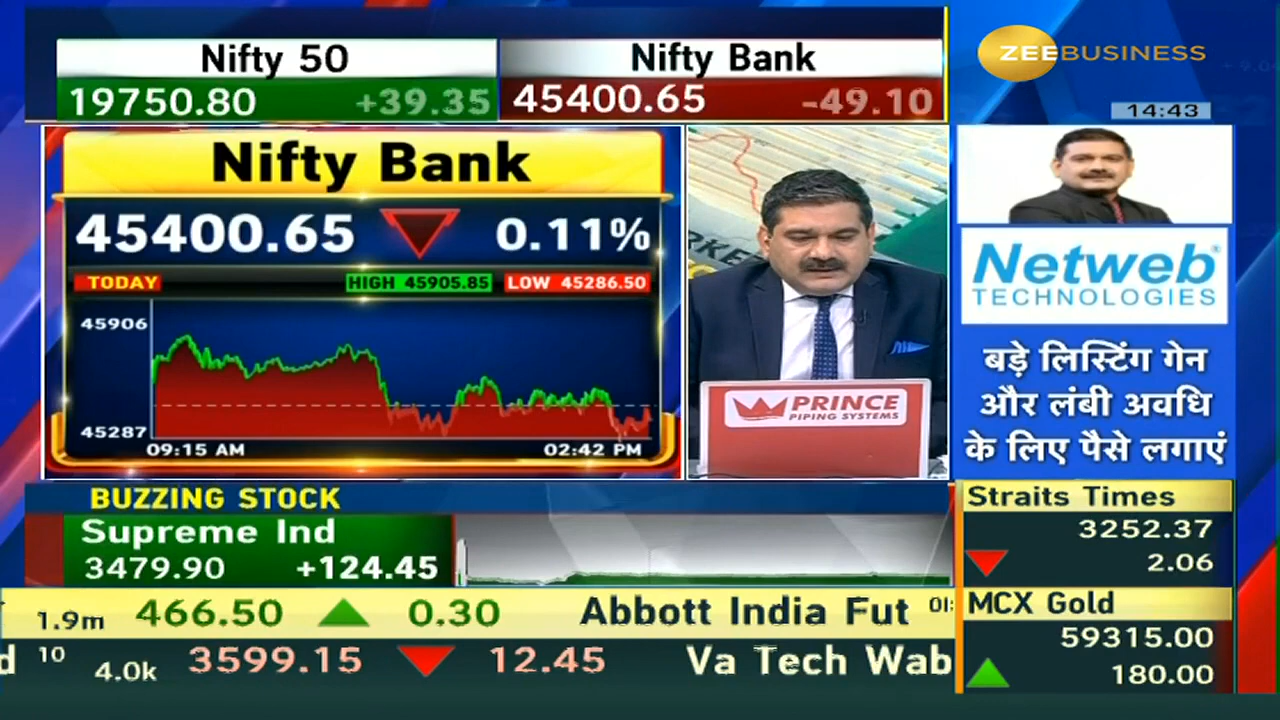 Nifty 50
19750.80 +39.35
Nifty Bank
45400.65 -49.10
ZEEBUSINESS
14:43
Nifty Bank
45400.65 0.11%
TODAY HIGH 45905.85 LOW 45286.50
45906
45287
09:15 AM 02:42 PM
PRINCE
PIPING SYSTEMS
Netweb
TECHNOLOGIES
बड़े लिस्टिंग गेन
और लंबी अवधि
के लिए पैसे लगाएं
BUZZING STOCK
Supreme Ind
3479.90 +124.45
Straits Times
3252.37
2.06
MCX Gold
59315.00
180.00
1.9m 466.50 0.30 Abbott India Fut
d 10 4.0k 3599.15 12.45 Va Tech Wab